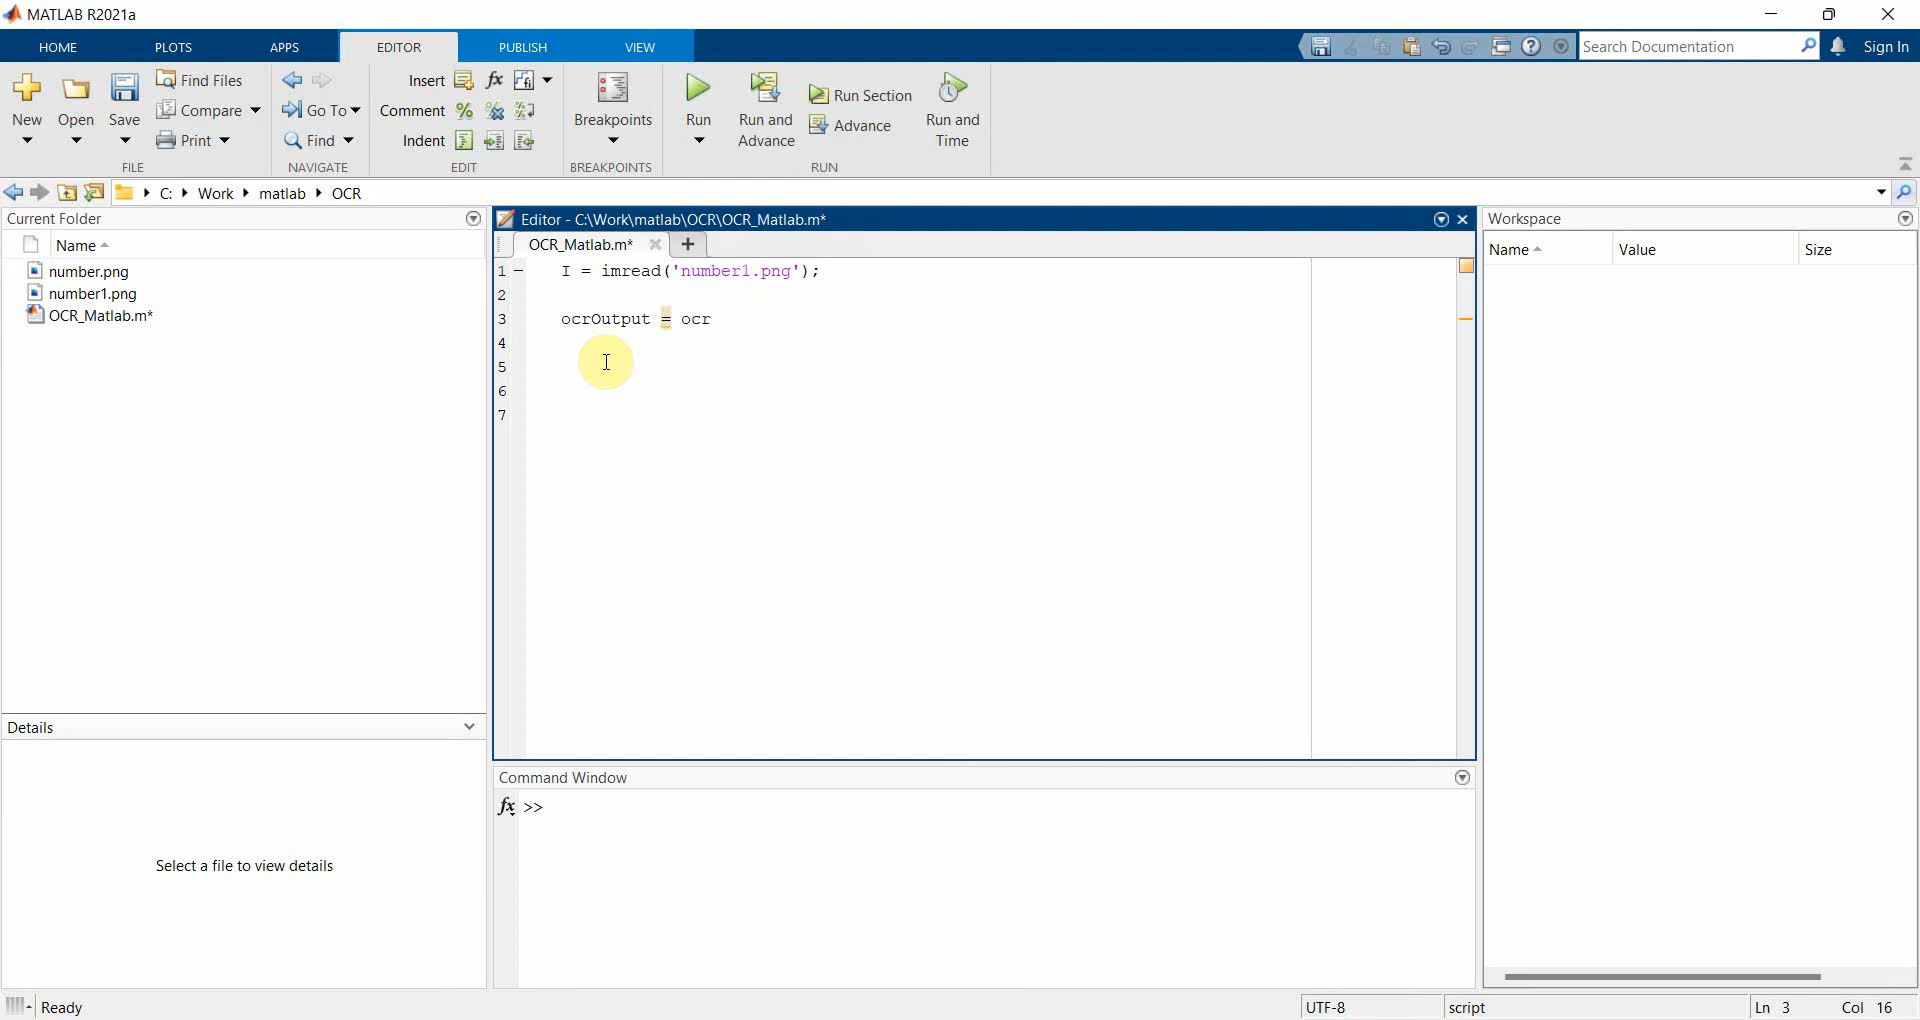 MATLAB R2021a
HOME PLOTS APPS EDITOR PUBLISH VIEW
Search Documentation
Sign In
New
Open
Save
Find Files
Compare
Print
FILE
Go To
Find
NAVIGATE
Insert fx
Comment
Indent
EDIT
Breakpoints
BREAKPOINTS
Run
Run and
Advance
Run Section
Advance
Run and
Time
RUN
C: Work matlab OCR
Current Folder
Name
number.png
number1.png
OCR_Matlab.m*
Details
Select a file to view details
Editor - C:\Work\matlab\OCR\OCR_Matlab.m*
OCR_Matlab.m* +
1 – I = imread('number1.png');
2
3 ocrOutput = ocr
4
5
6
7
Command Window
fx >>
Workspace
Name Value Size
Ready
UTF-8
script
Ln 3 Col 16